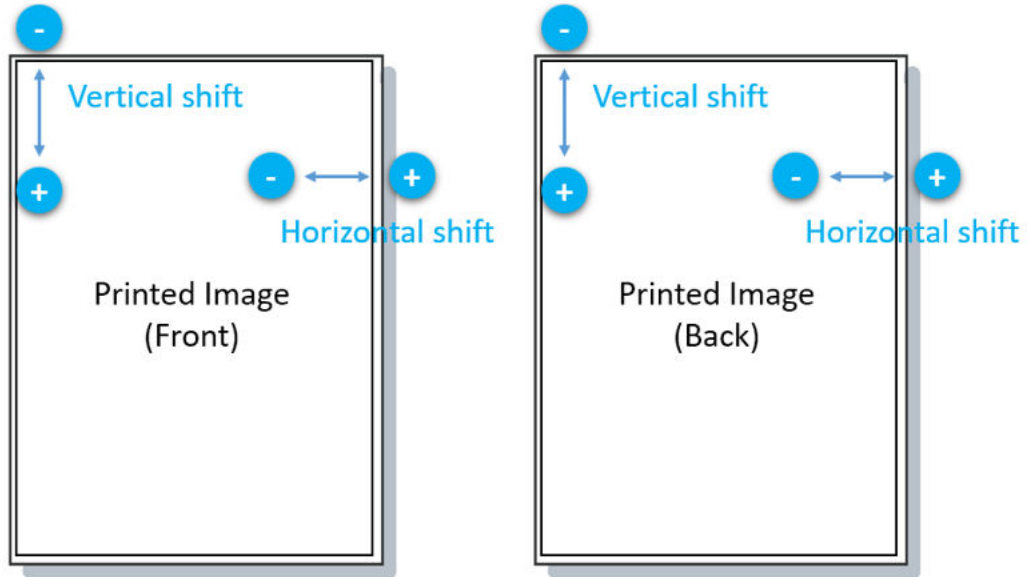 -
Vertical shift
-
+
+
Horizontal shift
Printed Image
(Front)
-
Vertical shift
-
+
+
Horizontal shift
Printed Image
(Back)